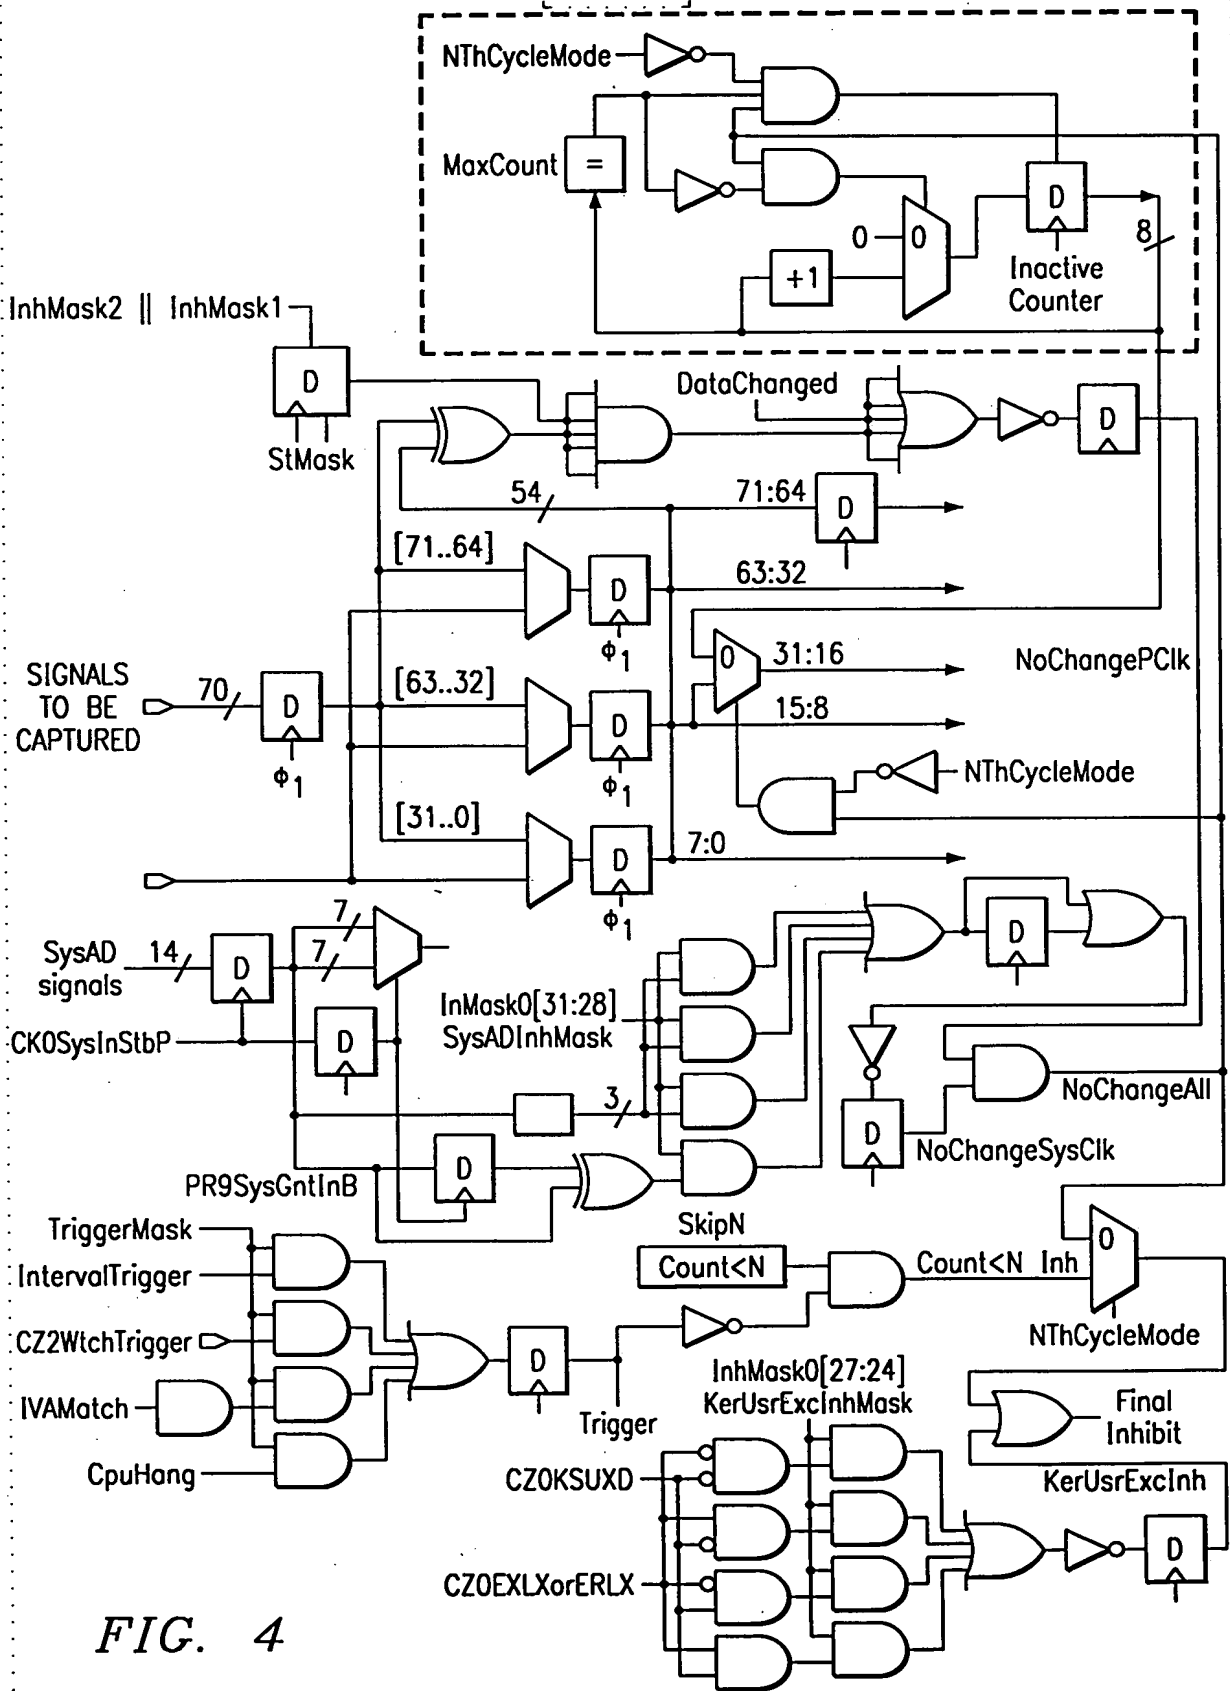 NThCycleMode
MaxCount
=
D
0
0
+1
8
Inactive
Counter
InhMask2 || InhMask1
D
StMask
DataChanged
D
54
71:64
D
[71..64]
D
ϕ1
63:32
SIGNALS
TO BE
CAPTURED
70
D
ϕ1
[63..32]
D
ϕ1
0
31:16
NoChangePClk
15:8
NThCycleMode
[31..0]
D
ϕ1
7:0
SysAD
signals
14
D
7
7
CK0SysInStbP
D
InMask0[31:28]
SysADInhMask
3
D
D
NoChangeAll
NoChangeSysClk
D
PR9SysGntInB
TriggerMask
IntervalTrigger
CZ2WtchTrigger
IVAMatch
CpuHang
D
Trigger
SkipN
Count<N
Count<N Inh
0
NThCycleMode
InhMask0[27:24]
KerUsrExcInhMask
Final
Inhibit
CZ0KSUXD
KerUsrExcInh
CZ0EXLXorERLX
D
FIG. 4